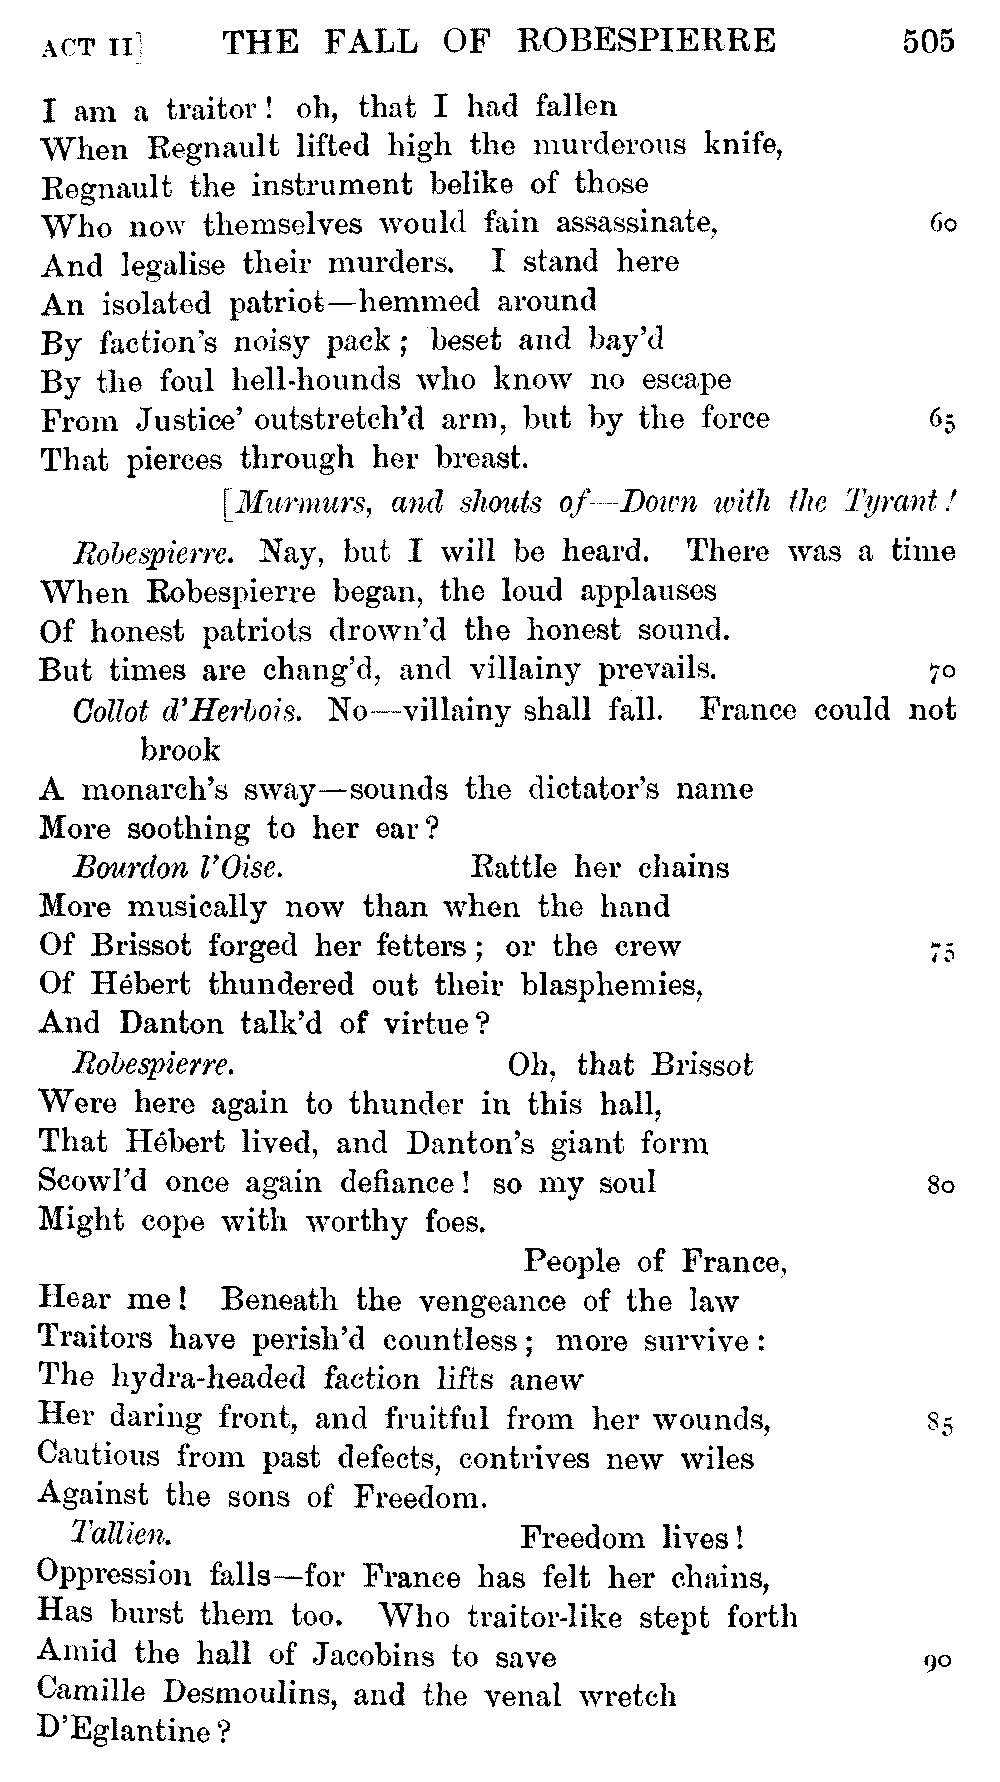 ACT II] THE FALL OF ROBESPIERRE 505
I am a traitor! oh, that I had fallen
When Regnault lifted high the murderous knife,
Regnault the instrument belike of those
Who now themselves would fain assassinate, 60
And legalise their murders. I stand here
An isolated patriot—hemmed around
By faction's noisy pack; beset and bay'd
By the foul hell-hounds who know no escape
From Justice' outstretch'd arm, but by the force 65
That pierces through her breast.
[Murmurs, and shouts of—Down with the Tyrant!
Robespierre. Nay, but I will be heard. There was a time
When Robespierre began, the loud applauses
Of honest patriots drown'd the honest sound.
But times are chang'd, and villainy prevails. 70
Collot d'Herbois. No—villainy shall fall. France could not
brook
A monarch's sway—sounds the dictator's name
More soothing to her ear?
Bourdon l'Oise. Rattle her chains
More musically now than when the hand
Of Brissot forged her fetters; or the crew 75
Of Hébert thundered out their blasphemies,
And Danton talk'd of virtue?
Robespierre. Oh, that Brissot
Were here again to thunder in this hall,
That Hébert lived, and Danton's giant form
Scowl'd once again defiance! so my soul 80
Might cope with worthy foes.
People of France,
Hear me! Beneath the vengeance of the law
Traitors have perish'd countless; more survive:
The hydra-headed faction lifts anew
Her daring front, and fruitful from her wounds, 85
Cautious from past defects, contrives new wiles
Against the sons of Freedom.
Tallien. Freedom lives!
Oppression falls—for France has felt her chains,
Has burst them too. Who traitor-like stept forth
Amid the hall of Jacobins to save 90
Camille Desmoulins, and the venal wretch
D'Eglantine?